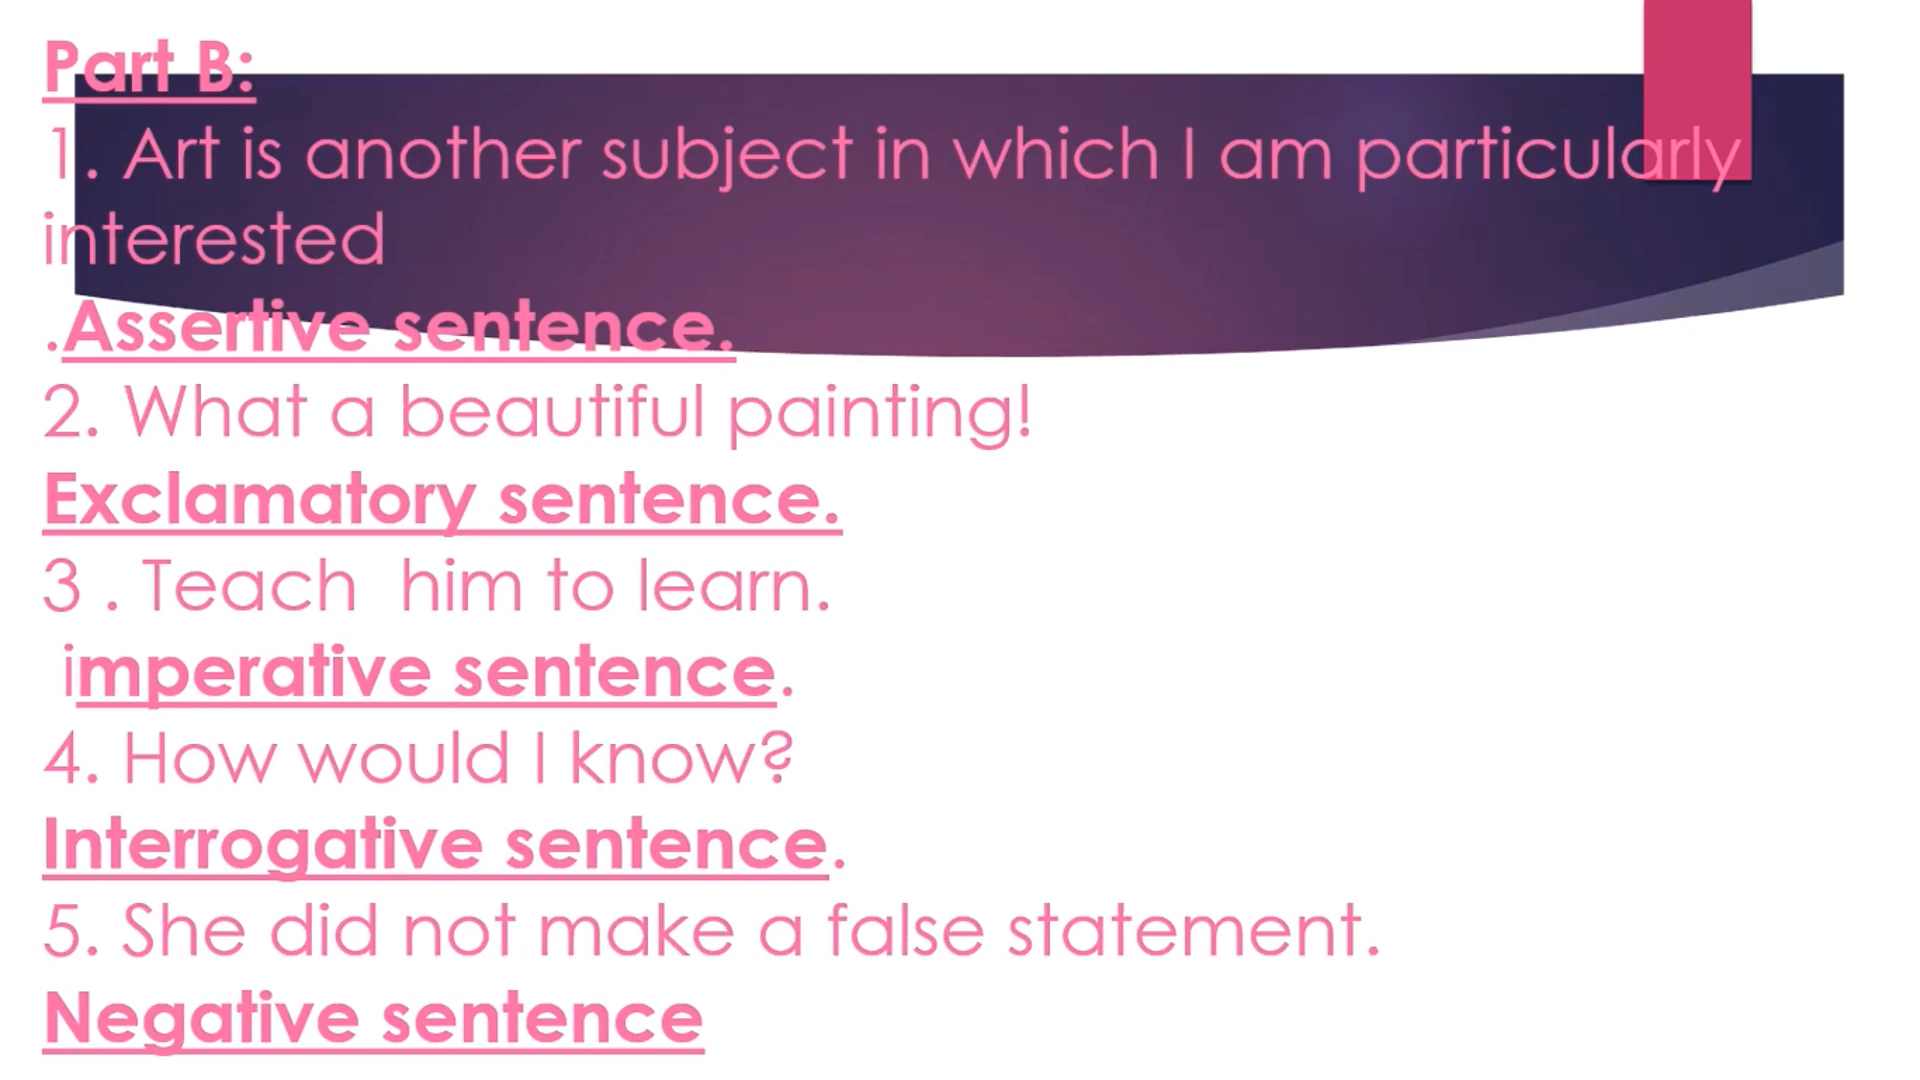 Part B:
1. Art is another subject in which I am particularly
interested
.Assertive sentence.
2. What a beautiful painting!
Exclamatory sentence.
3 . Teach  him to learn.
imperative sentence.
4. How would I know?
Interrogative sentence.
5. She did not make a false statement.
Negative sentence